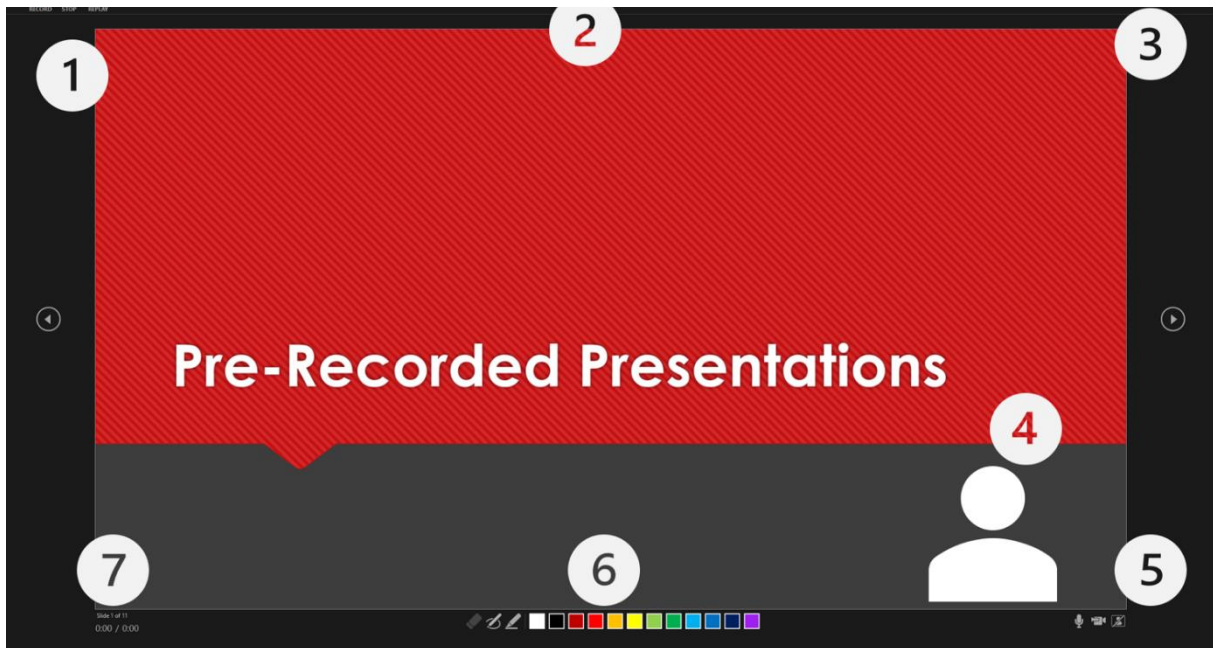 RECORD STOP REPLAY
2
3
1
Pre-Recorded Presentations
4
7
6
5
Slide 1 of 11
0:00 / 0:00